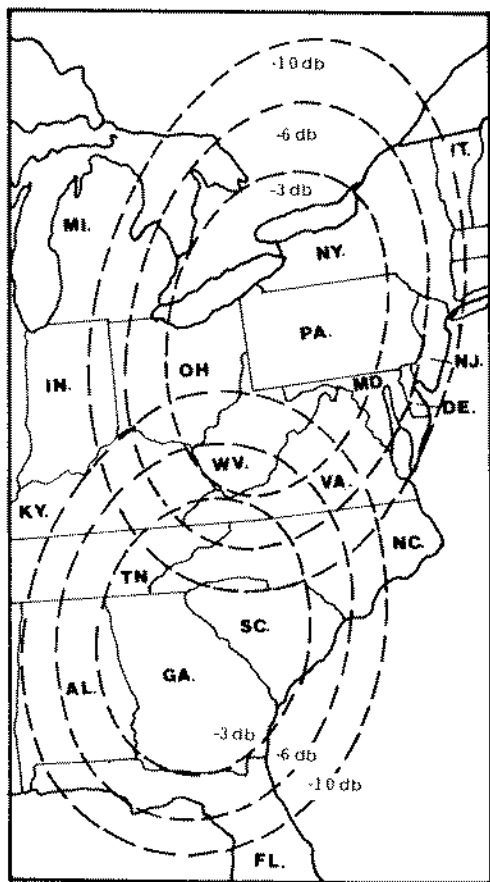 -10 db
-6 db
IT.
-3 db
MI.
NY.
PA.
NJ.
IN.
OH
MD.
DE.
WV.
VA.
KY.
NC.
TN.
SC.
GA.
AL.
-3 db
-6 db
-10 db
FL.